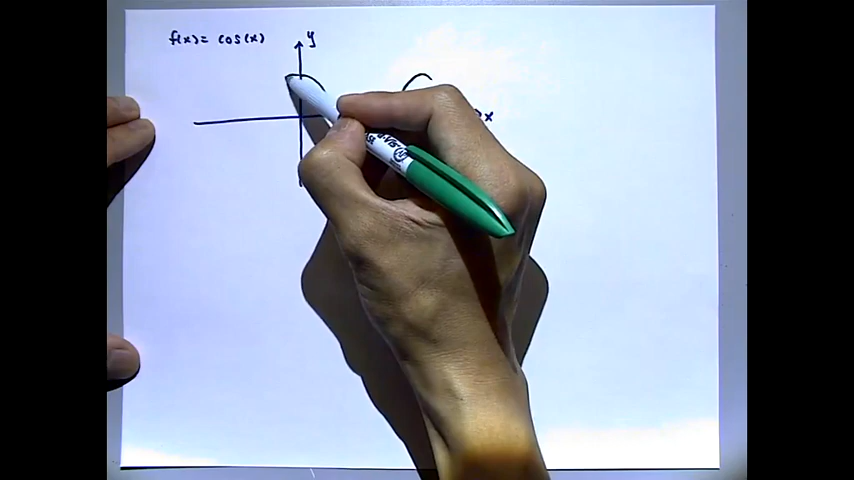 f(x) = cos(x)
y
x